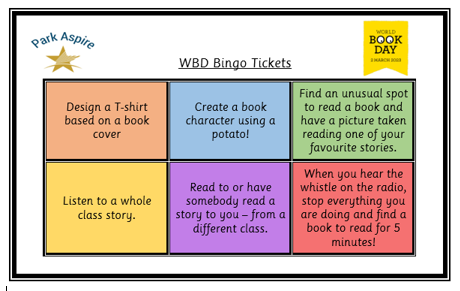 Park Aspire
WORLD
BOOK
DAY
3 MARCH 2022
WBD Bingo Tickets
Design a T-shirt
based on a book
cover
Create a book
character using a
potato!
Find an unusual spot
to read a book and
have a picture taken
reading one of your
favourite stories.
Listen to a whole
class story.
Read to or have
somebody read a
story to you – from a
different class.
When you hear the
whistle on the radio,
stop everything you
are doing and find a
book to read for 5
minutes!